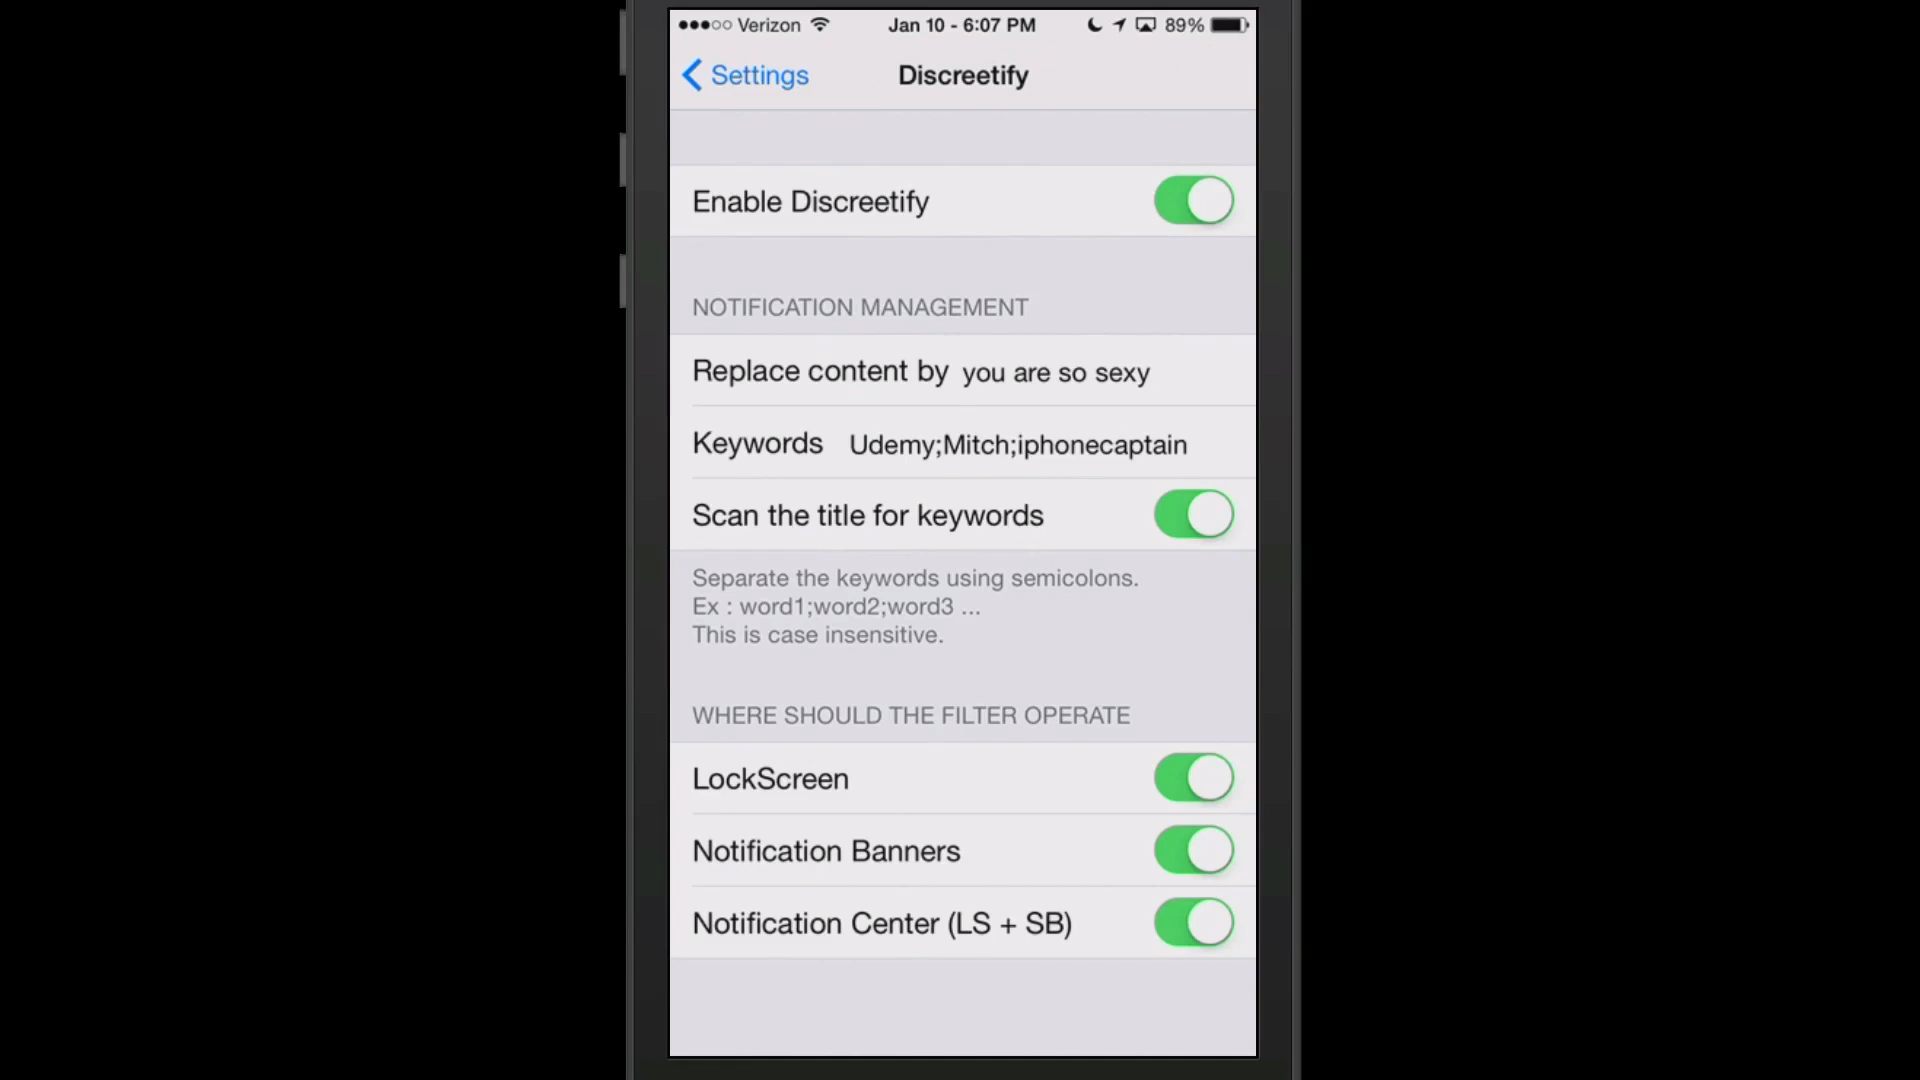 Verizon Jan 10 - 6:07 PM 89%
Settings Discreetify
Enable Discreetify
NOTIFICATION MANAGEMENT
Replace content by you are so sexy
Keywords Udemy;Mitch;iphonecaptain
Scan the title for keywords
Separate the keywords using semicolons.
Ex : word1;word2;word3 ...
This is case insensitive.
WHERE SHOULD THE FILTER OPERATE
LockScreen
Notification Banners
Notification Center (LS + SB)